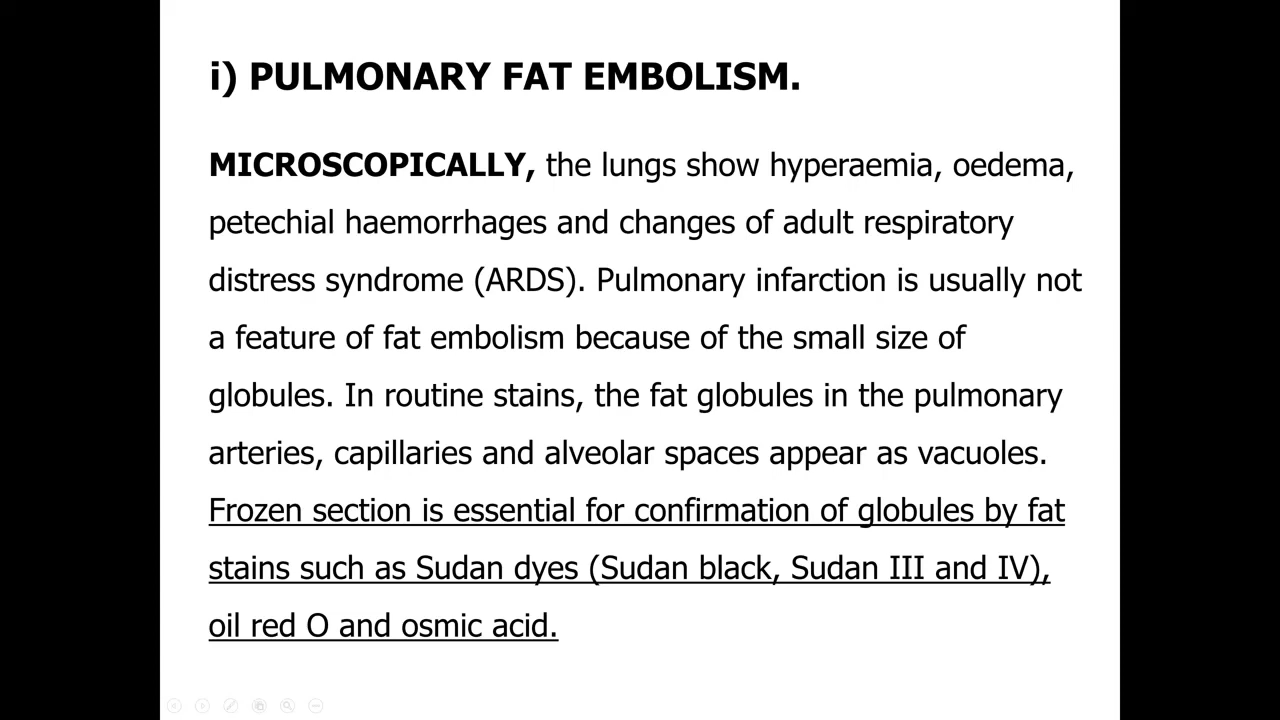 i) PULMONARY FAT EMBOLISM.
MICROSCOPICALLY, the lungs show hyperaemia, oedema,
petechial haemorrhages and changes of adult respiratory
distress syndrome (ARDS). Pulmonary infarction is usually not
a feature of fat embolism because of the small size of
globules. In routine stains, the fat globules in the pulmonary
arteries, capillaries and alveolar spaces appear as vacuoles.
Frozen section is essential for confirmation of globules by fat
stains such as Sudan dyes (Sudan black, Sudan III and IV),
oil red O and osmic acid.